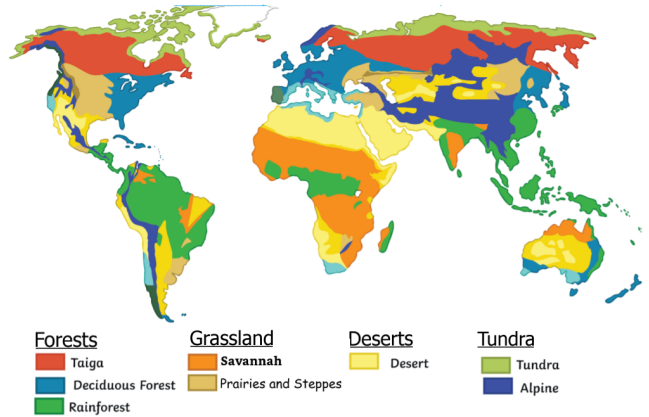 Forests
Taiga
Deciduous Forest
Rainforest
Grassland
Savannah
Prairies and Steppes
Deserts
Desert
Tundra
Tundra
Alpine